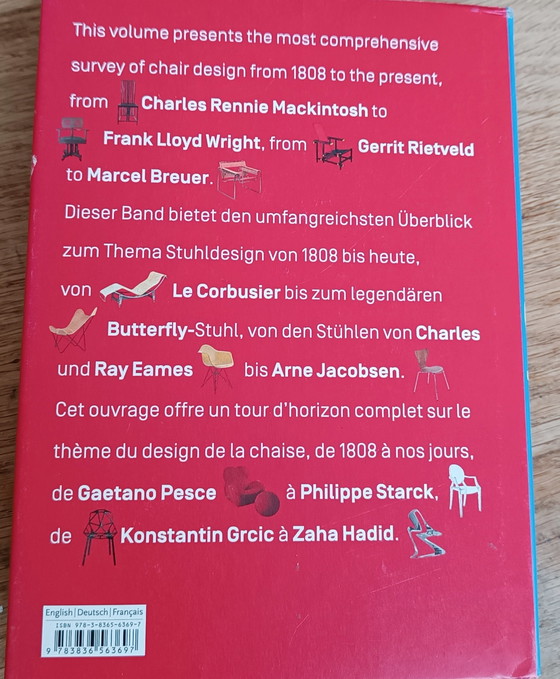 This volume presents the most comprehensive
survey of chair design from 1808 to the present,
from Charles Rennie Mackintosh to
Frank Lloyd Wright, from Gerrit Rietveld
to Marcel Breuer.
Dieser Band bietet den umfangreichsten Überblick
zum Thema Stuhldesign von 1808 bis heute,
von Le Corbusier bis zum legendären
Butterfly-Stuhl, von den Stühlen von Charles
und Ray Eames bis Arne Jacobsen.
Cet ouvrage offre un tour d'horizon complet sur le
thème du design de la chaise, de 1808 à nos jours,
de Gaetano Pesce à Philippe Starck,
de Konstantin Grcic à Zaha Hadid.
English|Deutsch|Français
ISBN 978-3-8365-6369-7
9 783836 563697